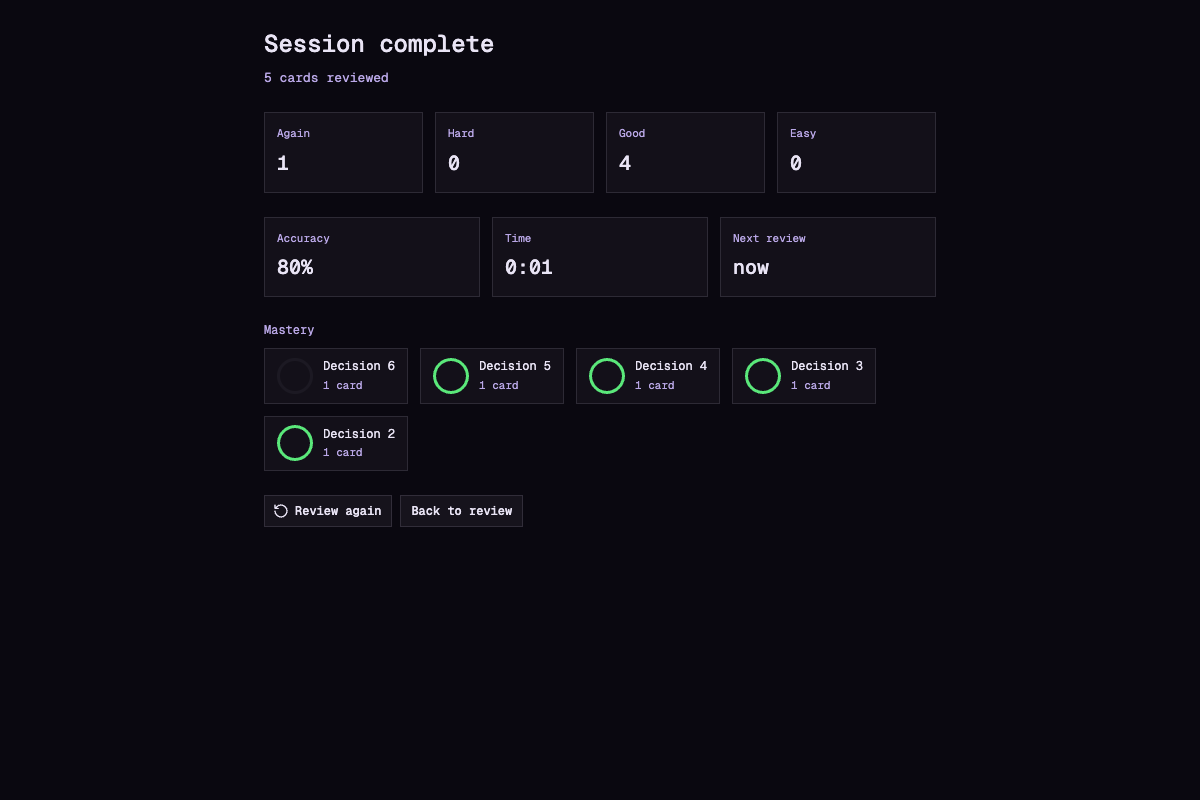 Session complete
5 cards reviewed
Again
1
Hard
0
Good
4
Easy
0
Accuracy
80%
Time
0:01
Next review
now
Mastery
Decision 6
1 card
Decision 5
1 card
Decision 4
1 card
Decision 3
1 card
Decision 2
1 card
Review again
Back to review